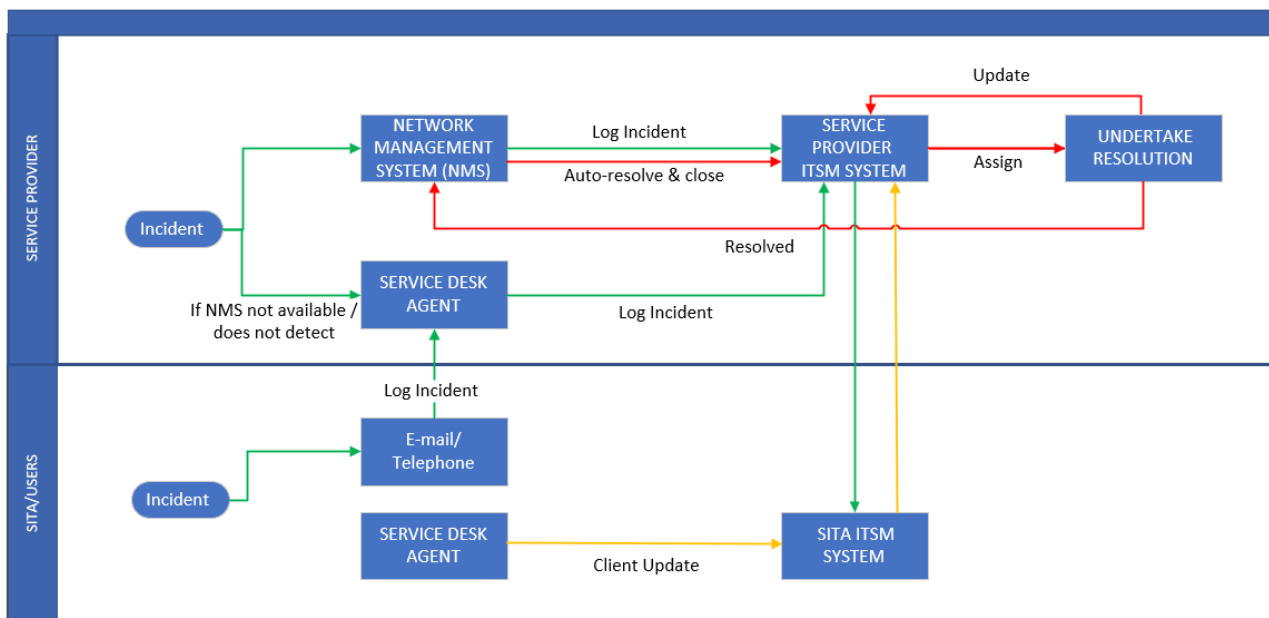 SERVICE PROVIDER
Update
NETWORK
MANAGEMENT
SYSTEM (NMS)
Log Incident
Auto-resolve & close
SERVICE
PROVIDER
ITSM SYSTEM
Assign
UNDERTAKE
RESOLUTION
Incident
Resolved
If NMS not available /
does not detect
SERVICE DESK
AGENT
Log Incident
SITA/USERS
Log Incident
E-mail/
Telephone
Incident
SERVICE DESK
AGENT
Client Update
SITA ITSM
SYSTEM